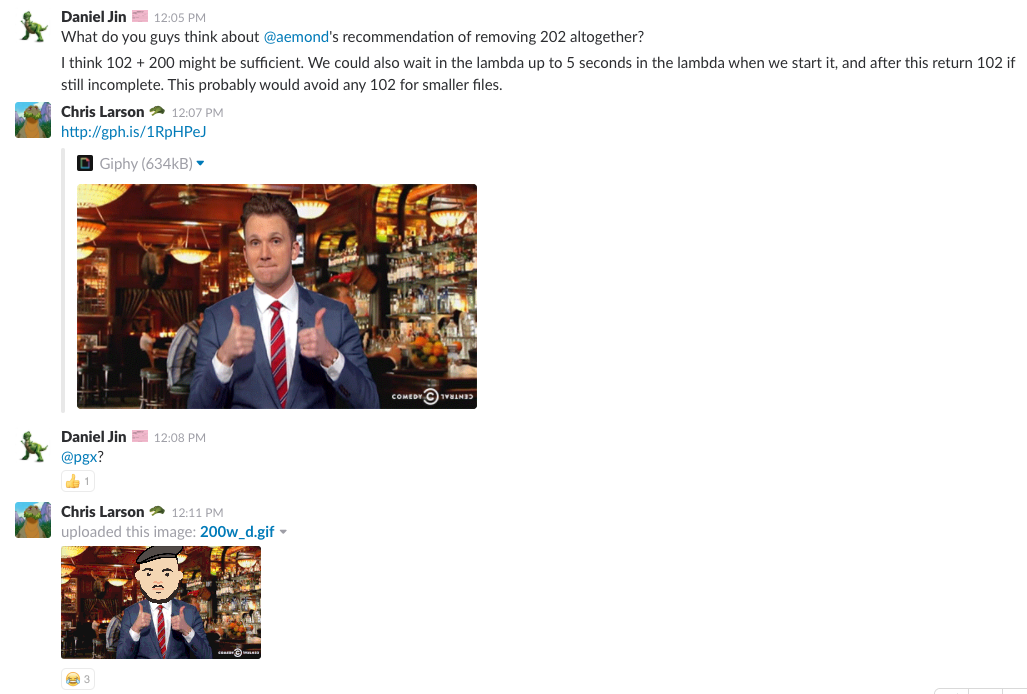 Daniel Jin 12:05 PM
What do you guys think about @aemond's recommendation of removing 202 altogether?
I think 102 + 200 might be sufficient. We could also wait in the lambda up to 5 seconds in the lambda when we start it, and after this return 102 if
still incomplete. This probably would avoid any 102 for smaller files.
Chris Larson 12:07 PM
http://gph.is/1RpHPeJ
Giphy (634kB)
COMEDY CENTRAL
Daniel Jin 12:08 PM
@pgx?
1
Chris Larson 12:11 PM
uploaded this image: 200w_d.gif
COMEDY CENTRAL
3